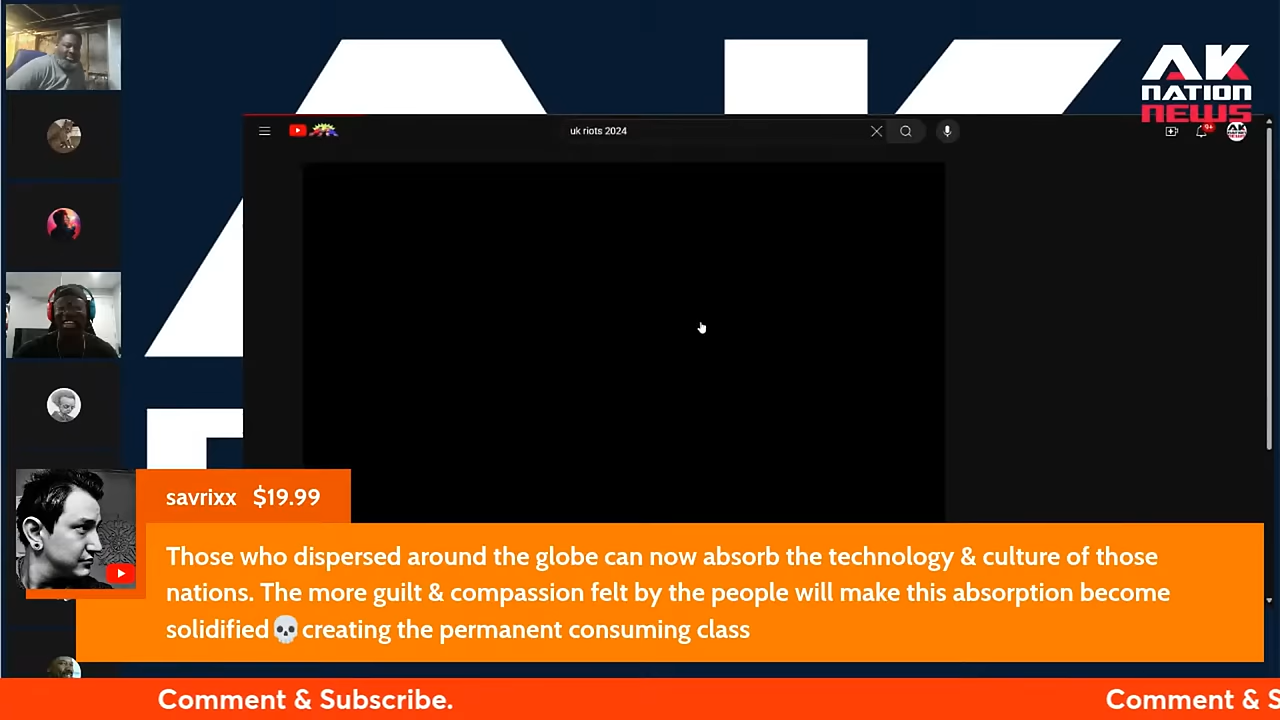 AK
NATION
NEWS
uk riots 2024
9+
savrixx $19.99
Those who dispersed around the globe can now absorb the technology & culture of those
nations. The more guilt & compassion felt by the people will make this absorption become
solidified💀creating the permanent consuming class
Comment & Subscribe.
Comment & S